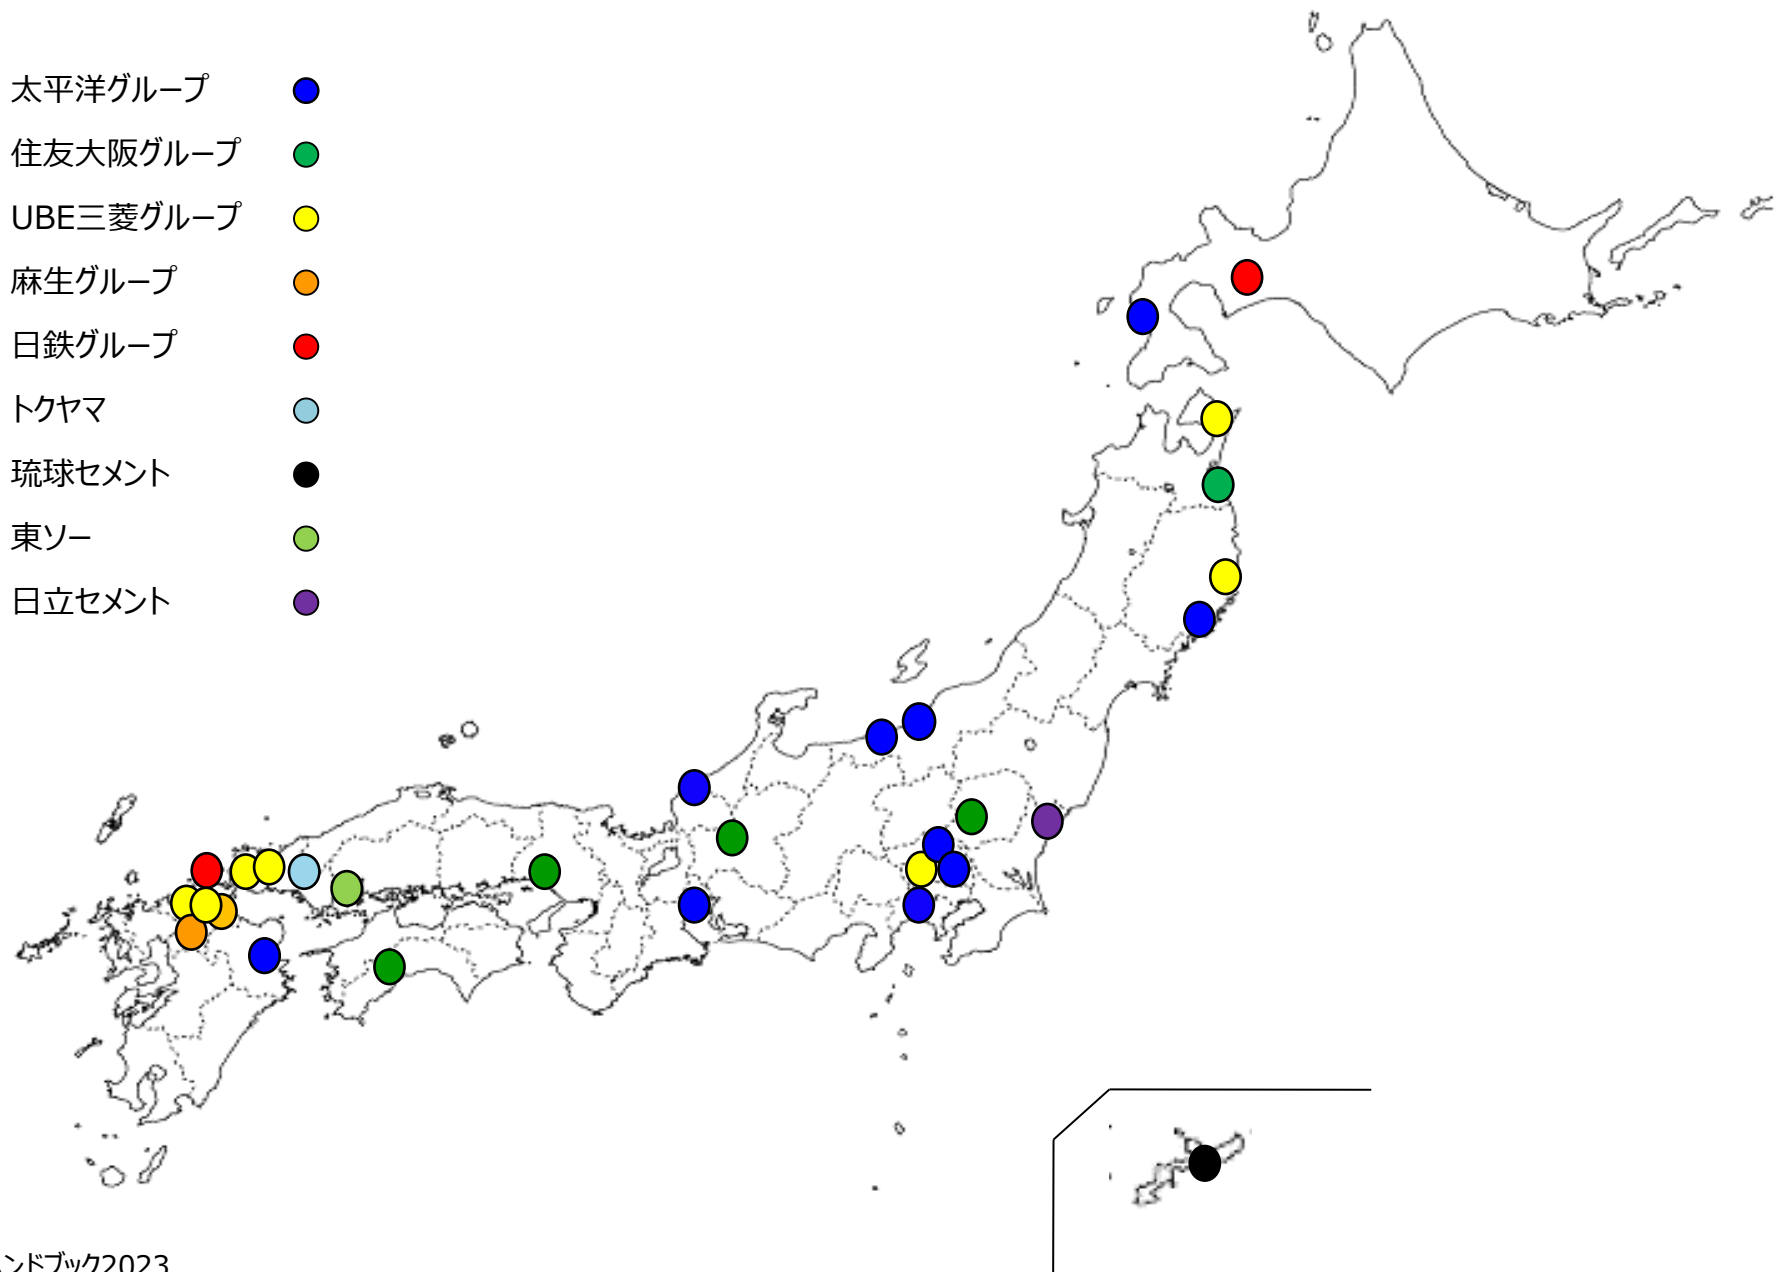 太平洋グループ
住友大阪グループ
UBE三菱グループ
麻生グループ
日鉄グループ
トクヤマ
琉球セメント
東ソー
日立セメント
ンドブック2023